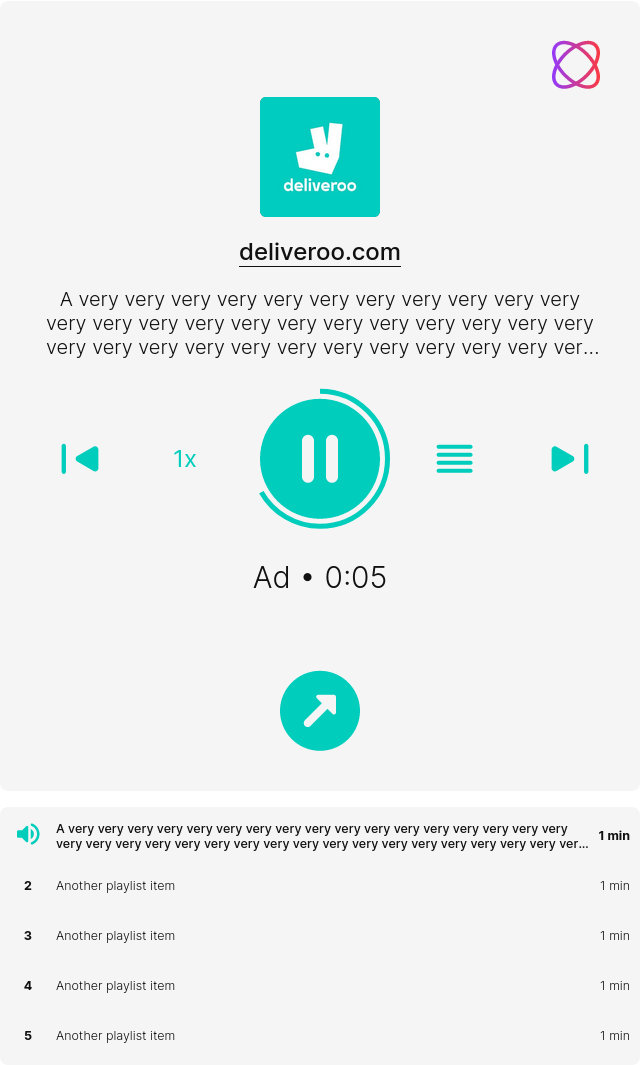 deliveroo
deliveroo.com
A very very very very very very very very very very very
very very very very very very very very very very very very
very very very very very very very very very very very ver...
1x
Ad • 0:05
A very very very very very very very very very very very very very very very very very
very very very very very very very very very very very very very very very very very ver...
1 min
2 Another playlist item 1 min
3 Another playlist item 1 min
4 Another playlist item 1 min
5 Another playlist item 1 min